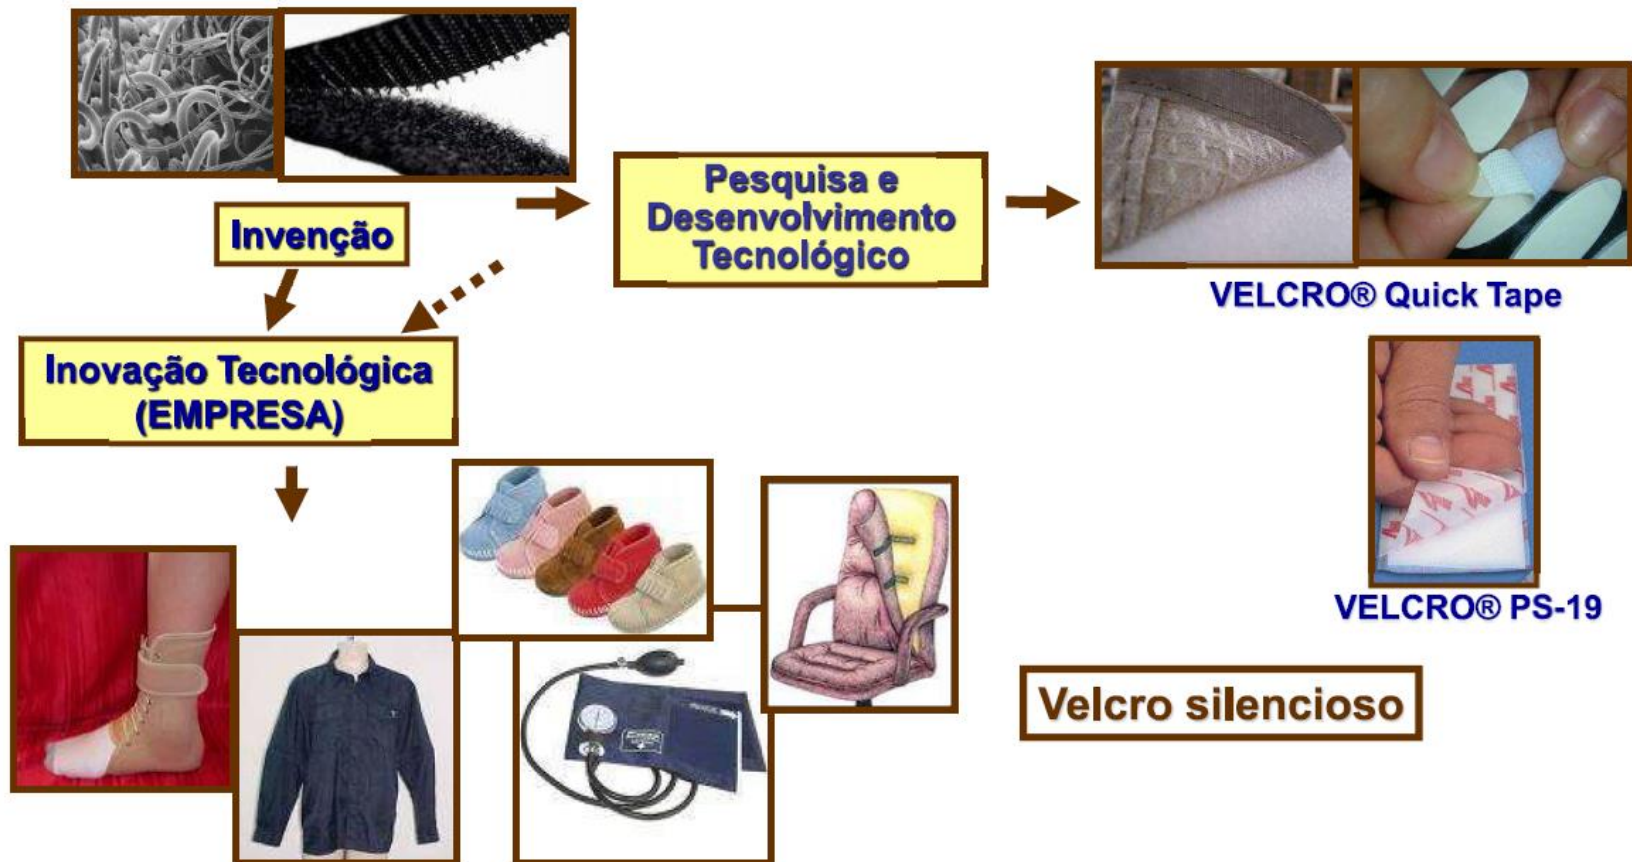 Invenção
Pesquisa e
Desenvolvimento
Tecnológico
VELCRO® Quick Tape
Inovação Tecnológica
(EMPRESA)
VELCRO® PS-19
Velcro silencioso